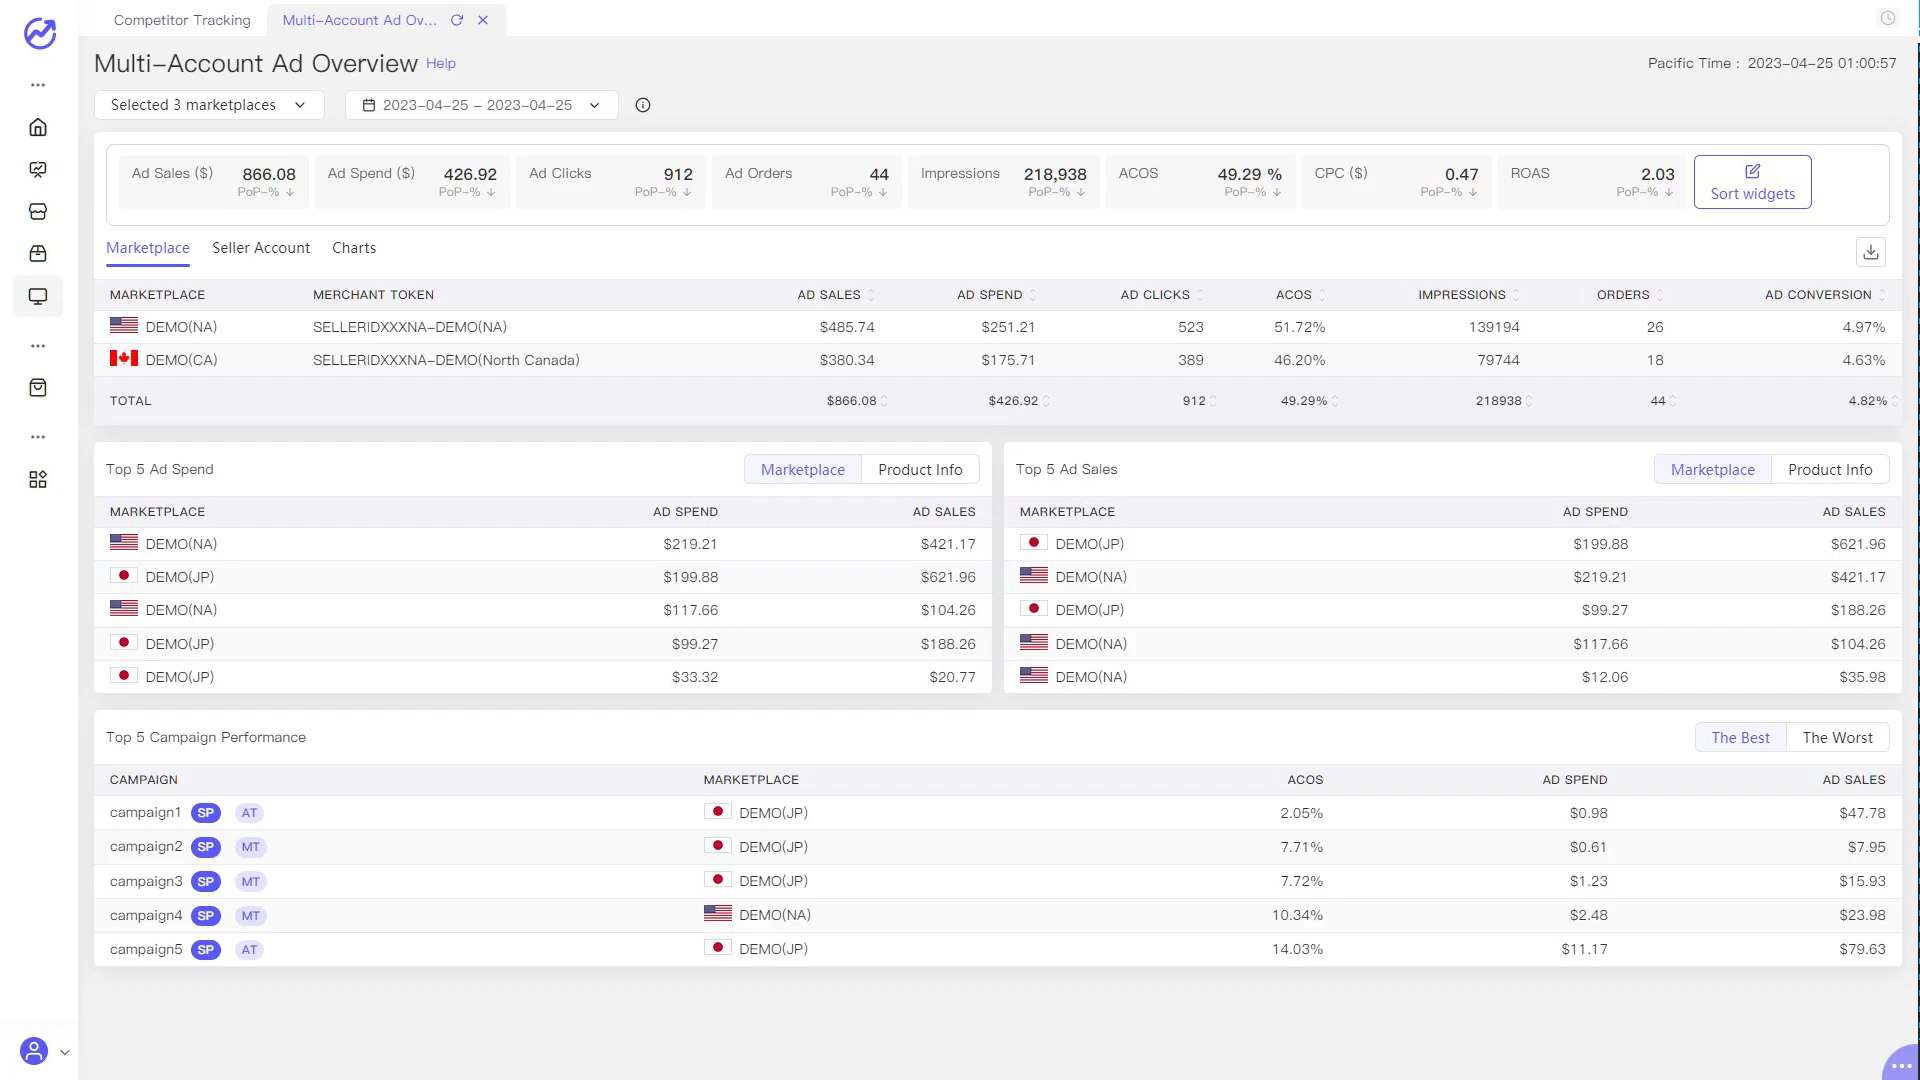 Competitor Tracking
Multi-Account Ad Ov...
Multi-Account Ad Overview Help
Pacific Time : 2023-04-25 01:00:57
Selected 3 marketplaces
2023-04-25 - 2023-04-25
Ad Sales ($) 866.08 PoP-% ↓
Ad Spend ($) 426.92 PoP-% ↓
Ad Clicks 912 PoP-% ↓
Ad Orders 44 PoP-% ↓
Impressions 218,938 PoP-% ↓
ACOS 49.29 % PoP-% ↓
CPC ($) 0.47 PoP-% ↓
ROAS 2.03 PoP-% ↓
Sort widgets
Marketplace Seller Account Charts
MARKETPLACE MERCHANT TOKEN AD SALES AD SPEND AD CLICKS ACOS IMPRESSIONS ORDERS AD CONVERSION
DEMO(NA) SELLERIDXXXNA-DEMO(NA) $485.74 $251.21 523 51.72% 139194 26 4.97%
DEMO(CA) SELLERIDXXXNA-DEMO(North Canada) $380.34 $175.71 389 46.20% 79744 18 4.63%
TOTAL $866.08 $426.92 912 49.29% 218938 44 4.82%
Top 5 Ad Spend Marketplace Product Info
MARKETPLACE AD SPEND AD SALES
DEMO(NA) $219.21 $421.17
DEMO(JP) $199.88 $621.96
DEMO(NA) $117.66 $104.26
DEMO(JP) $99.27 $188.26
DEMO(JP) $33.32 $20.77
Top 5 Ad Sales Marketplace Product Info
MARKETPLACE AD SPEND AD SALES
DEMO(JP) $199.88 $621.96
DEMO(NA) $219.21 $421.17
DEMO(JP) $99.27 $188.26
DEMO(NA) $117.66 $104.26
DEMO(NA) $12.06 $35.98
Top 5 Campaign Performance The Best The Worst
CAMPAIGN MARKETPLACE ACOS AD SPEND AD SALES
campaign1 SP AT DEMO(JP) 2.05% $0.98 $47.78
campaign2 SP MT DEMO(JP) 7.71% $0.61 $7.95
campaign3 SP MT DEMO(JP) 7.72% $1.23 $15.93
campaign4 SP MT DEMO(NA) 10.34% $2.48 $23.98
campaign5 SP AT DEMO(JP) 14.03% $11.17 $79.63